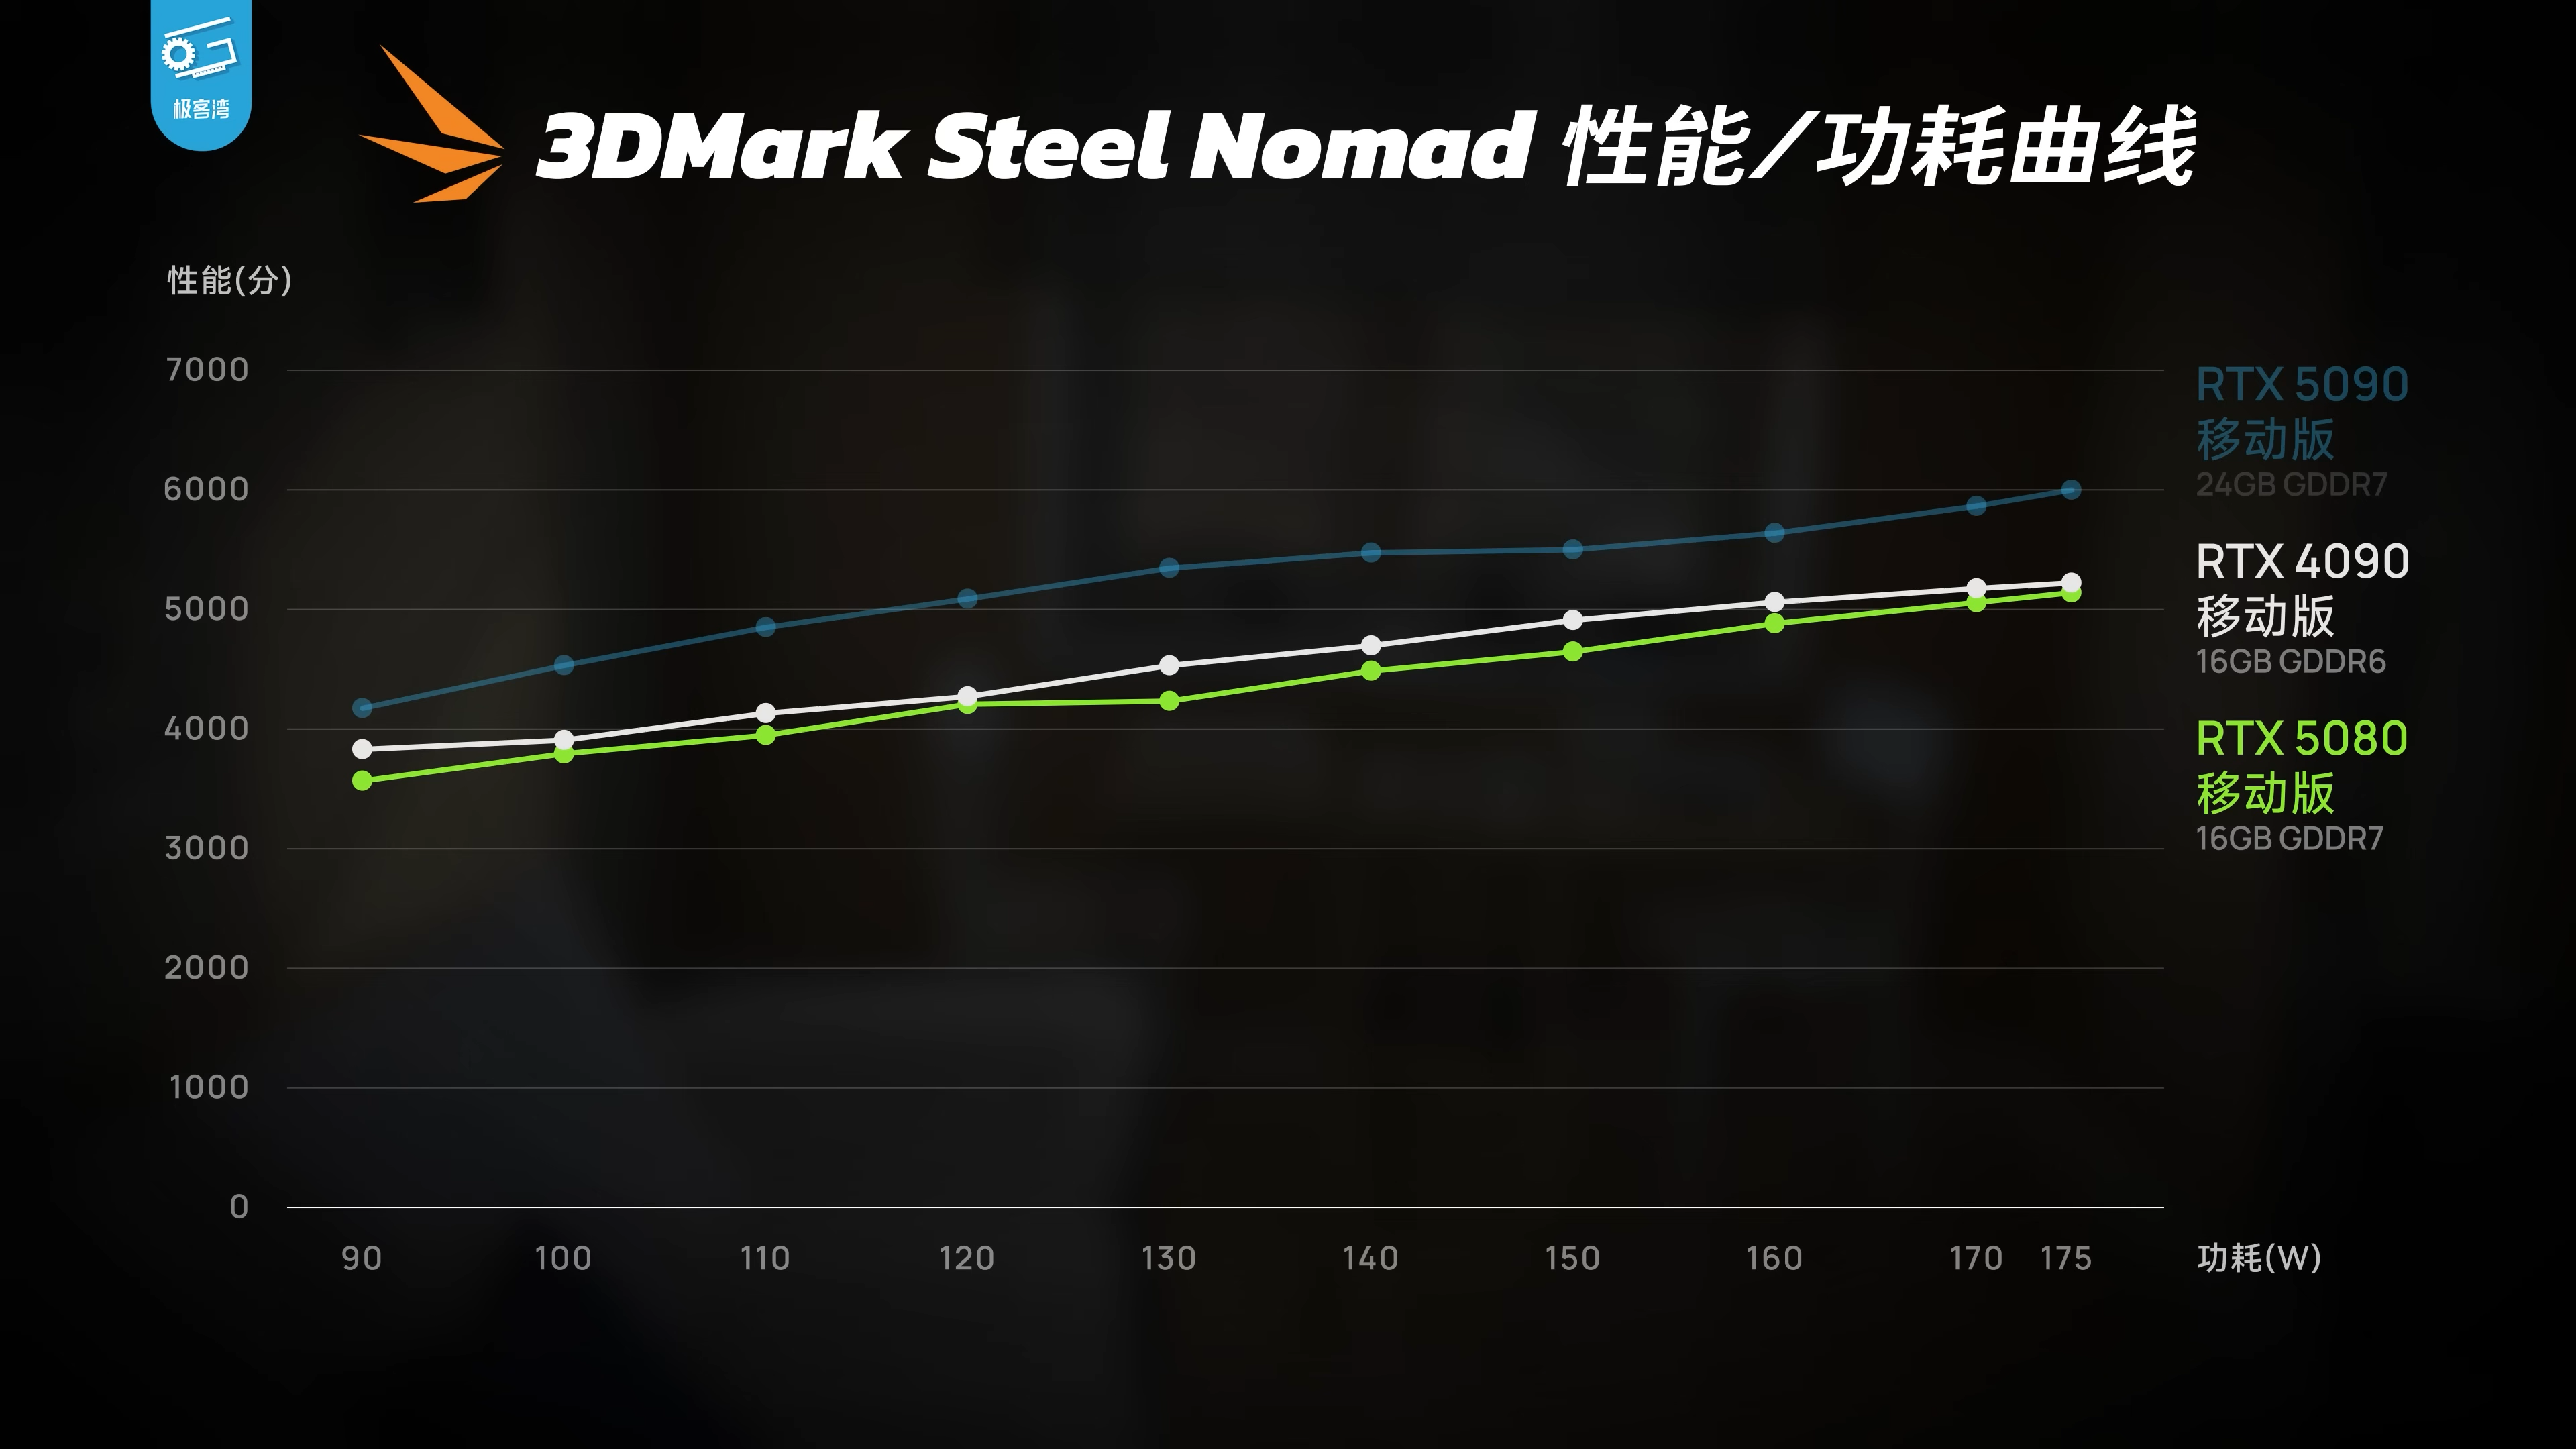 极客湾
3DMark Steel Nomad 性能/功耗曲线
性能(分)
7000
6000
5000
4000
3000
2000
1000
0
90 100 110 120 130 140 150 160 170 175
功耗(W)
RTX 5090
移动版
24GB GDDR7
RTX 4090
移动版
16GB GDDR6
RTX 5080
移动版
16GB GDDR7